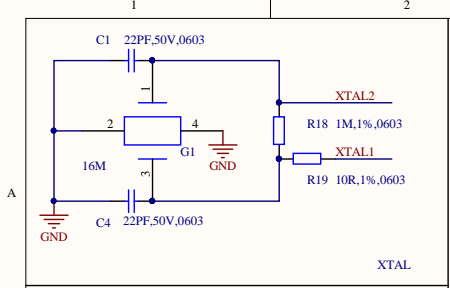 1 2
C1 22PF,50V,0603
1
XTAL2
2 4
R18 1M,1%,0603
G1
XTAL1
16M
GND
3
R19 10R,1%,0603
A
C4 22PF,50V,0603
GND
XTAL